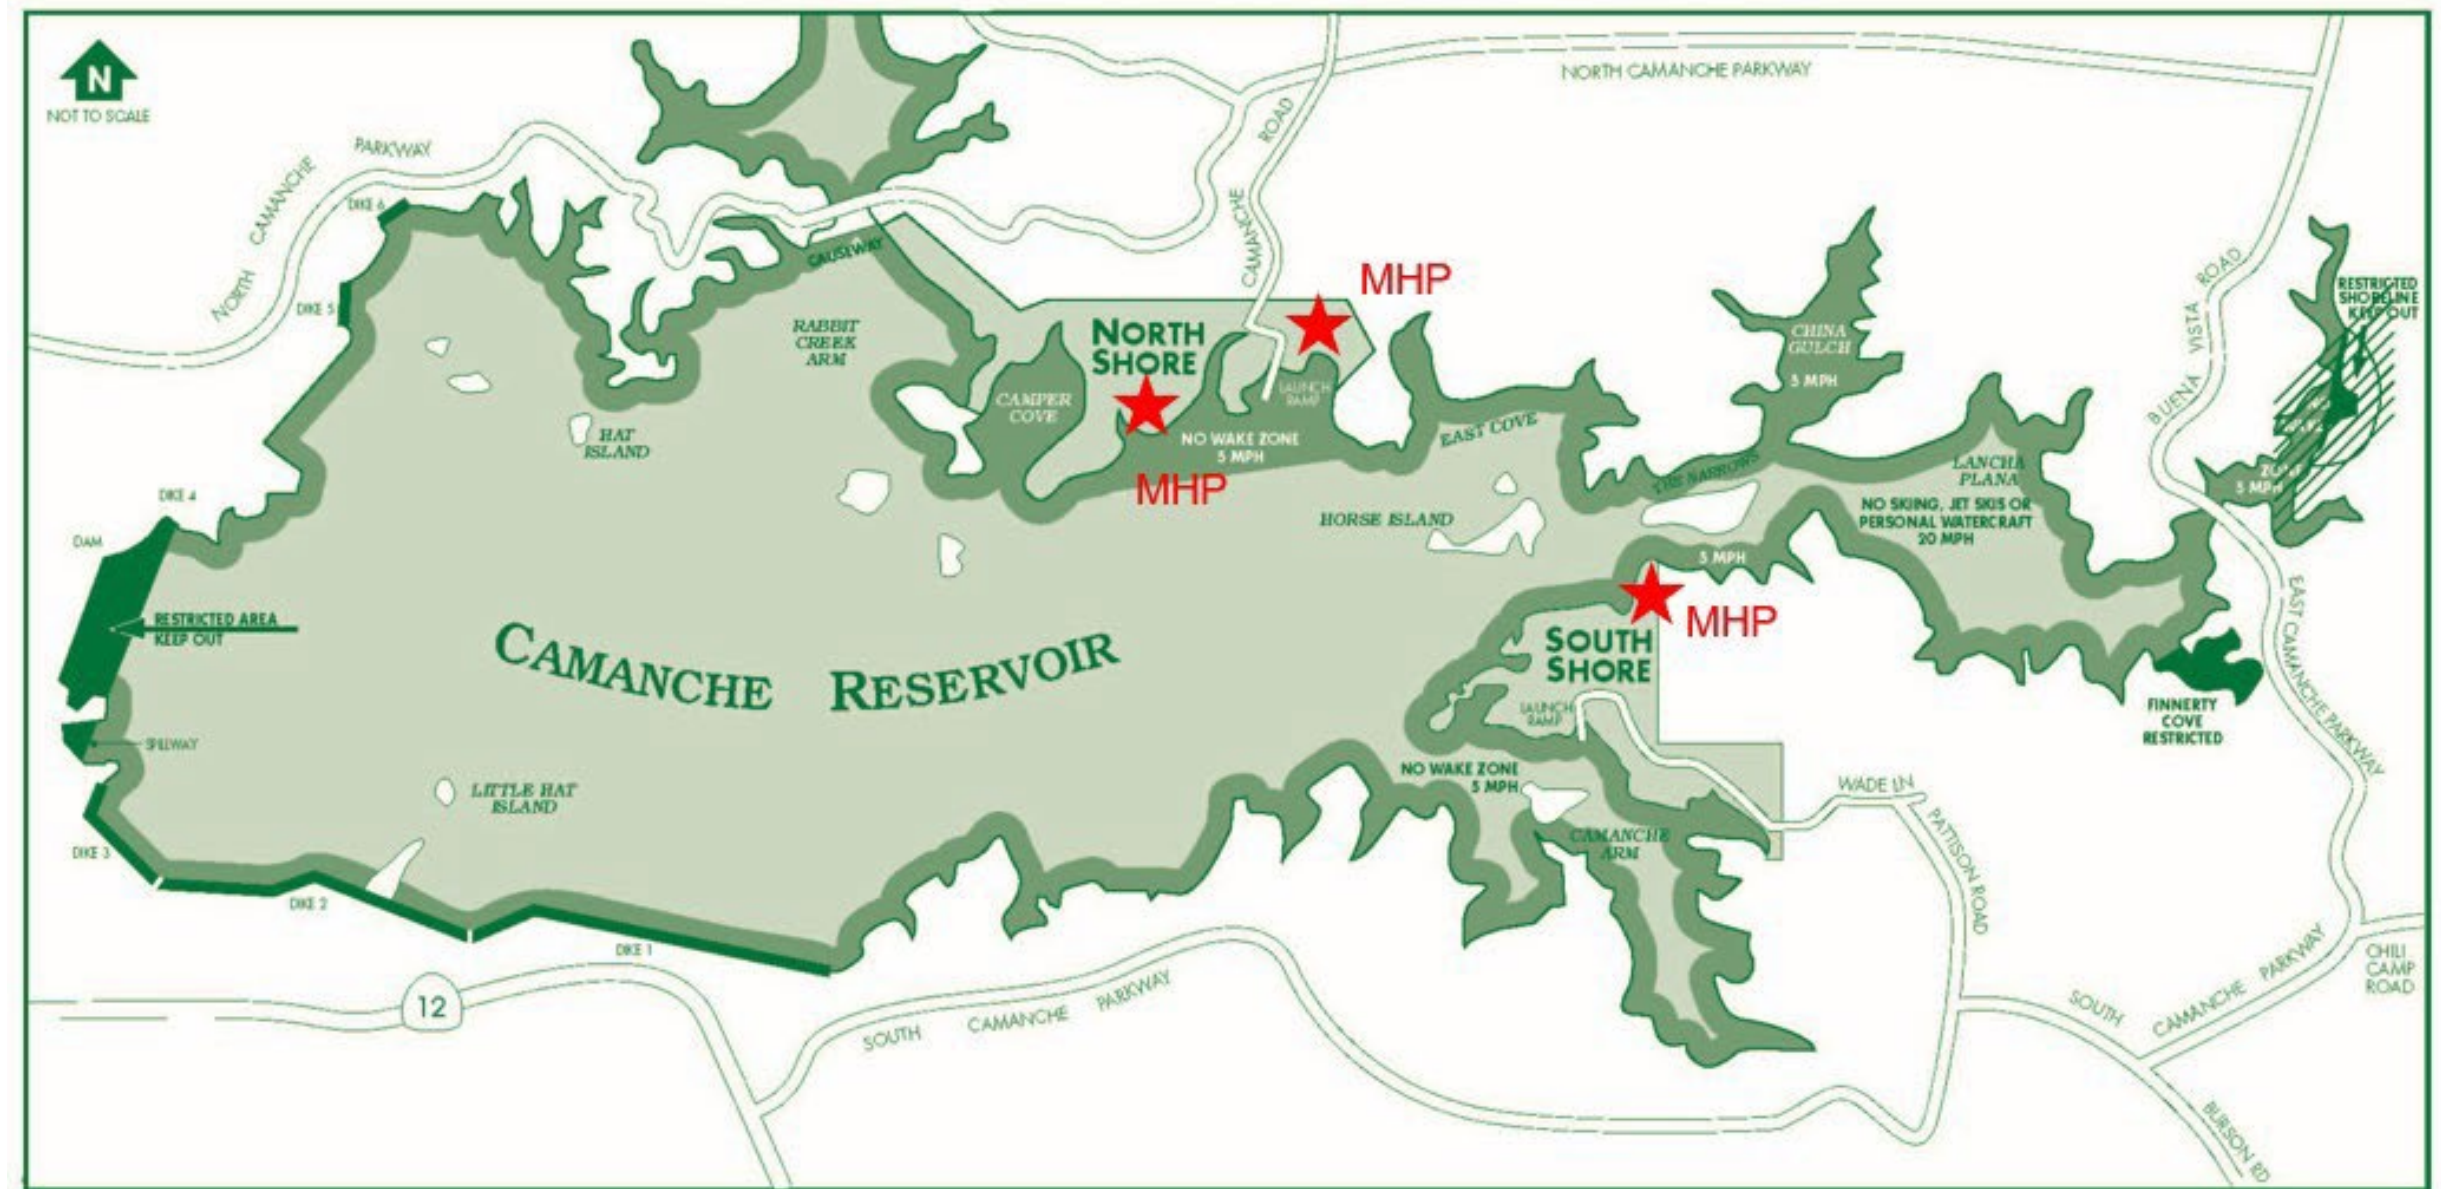 N
NOT TO SCALE
NORTH CAMANCHE PARKWAY
NORTH CAMANCHE PARKWAY
CAMANCHE ROAD
DIKE 6
DIKE 5
CAUSEWAY
RABBIT
CREEK
ARM
NORTH
SHORE
MHP
CAMPER
COVE
LAUNCH
RAMP
NO WAKE ZONE
5 MPH
MHP
EAST COVE
CHINA
GULCH
5 MPH
BUENA VISTA ROAD
RESTRICTED
SHORELINE
KEEP OUT
ZONE
5 MPH
HAT
ISLAND
DIKE 4
DAM
RESTRICTED AREA
KEEP OUT
HORSE ISLAND
THE NARROWS
LANCHA
PLANA
NO SKIING, JET SKIS OR
PERSONAL WATERCRAFT
20 MPH
5 MPH
MHP
SOUTH
SHORE
CAMANCHE RESERVOIR
LAUNCH
RAMP
SPILLWAY
LITTLE HAT
ISLAND
NO WAKE ZONE
5 MPH
CAMANCHE
ARM
FINNERTY
COVE
RESTRICTED
EAST CAMANCHE PARKWAY
WADE LN
PATTISON ROAD
DIKE 3
DIKE 2
DIKE 1
12
SOUTH CAMANCHE PARKWAY
SOUTH CAMANCHE PARKWAY
CHILI
CAMP
ROAD
BURSON RD